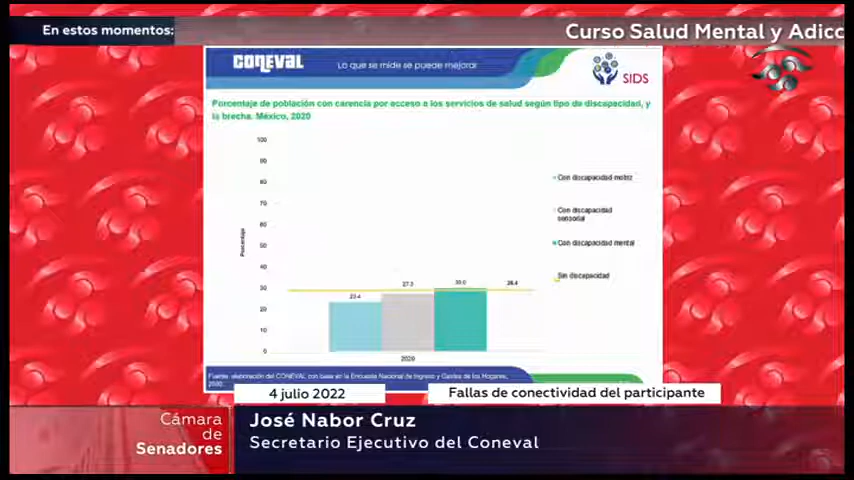 En estos momentos:
Curso Salud Mental y Adicc
CONEVAL
Lo que se mide se puede mejorar
SIDS
Porcentaje de población con carencia por acceso a los servicios de salud según tipo de discapacidad, y
la brecha. México, 2020
100
90
80
70
60
50
40
30
20
10
0
Porcentaje
27.3
30.0
2020
Con discapacidad motriz
Con discapacidad
sensorial
Con discapacidad mental
Sin discapacidad
Fuente: elaboración del CONEVAL con base en la Encuesta Nacional de Ingreso y Gastos de los Hogares,
2020.
4 julio 2022
Fallas de conectividad del participante
Cámara
de
Senadores
José Nabor Cruz
Secretario Ejecutivo del Coneval